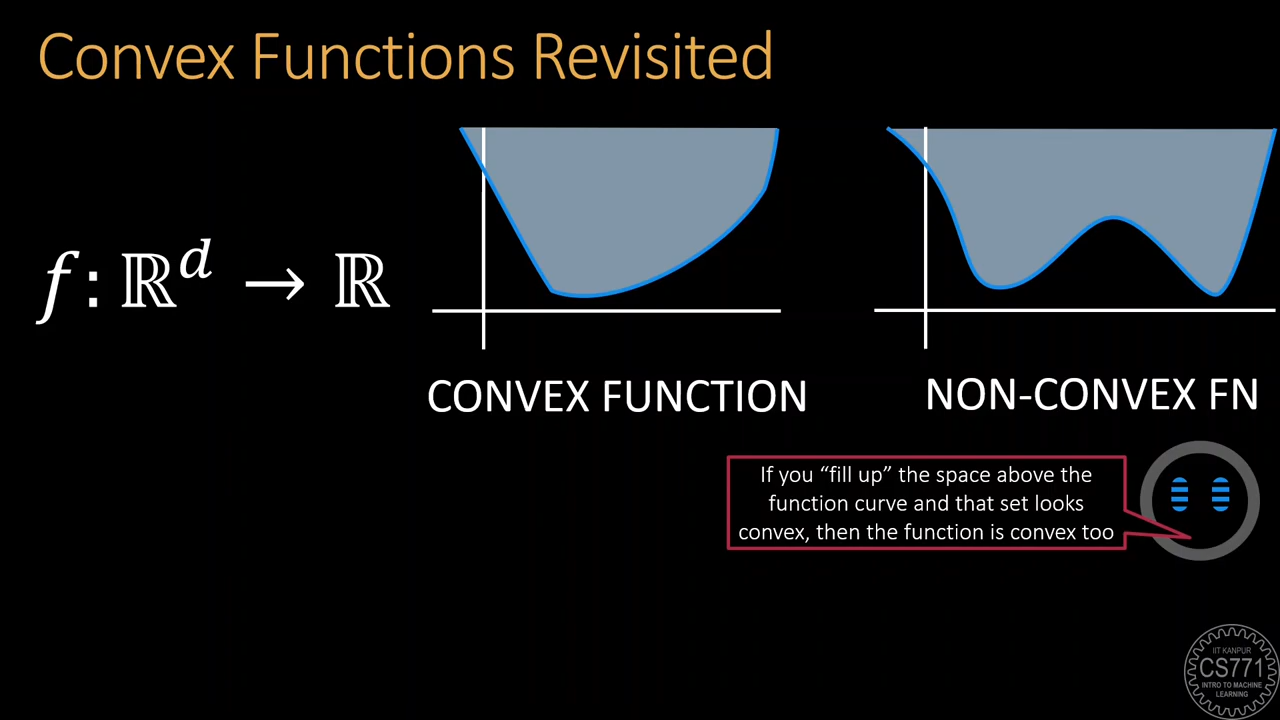 Convex Functions Revisited
f: ℝ^d → ℝ
CONVEX FUNCTION
NON-CONVEX FN
If you “fill up” the space above the
function curve and that set looks
convex, then the function is convex too
IIT KANPUR
CS771
INTRO TO MACHINE
LEARNING